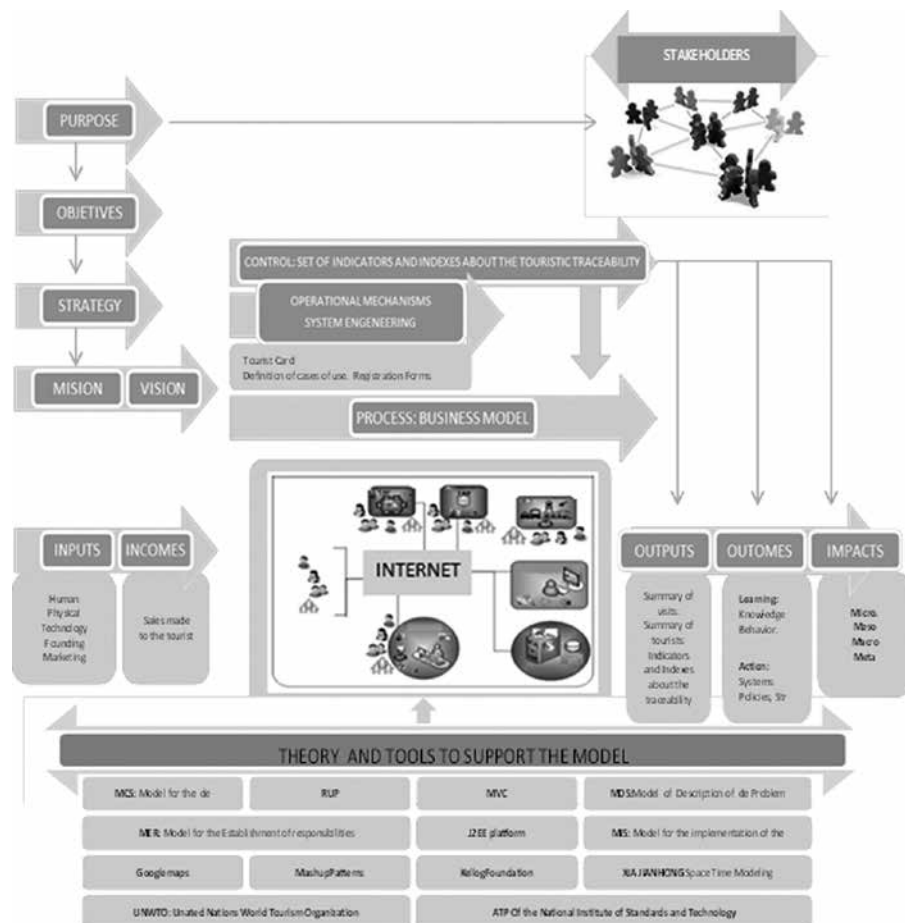 STAKEHOLDERS
PURPOSE
OBJETIVES
STRATEGY
MISION
VISION
CONTROL: SET OF INDICATORS AND INDEXES ABOUT THE TOURISTIC TRACEABILITY
OPERATIONAL MECHANISMS
SYSTEM ENGENEERING
Tourist Card
Definition of cases of use. Registration Forms
PROCESS: BUSINESS MODEL
INPUTS
INCOMES
Human
Physical
Technology
Founding
Marketing
Sales made
to the tourist
INTERNET
OUTPUTS
OUTCOMES
IMPACTS
Summary of
visits.
Summary of
tourists
Indicators
and Indexes
about the
traceability
Learning:
Knowledge
Behavior.
Action:
Systems
Policies, Str
Micro.
Meso
Macro
Meta
THEORY AND TOOLS TO SUPPORT THE MODEL
MCS: Model for the de
RUP
MVC
MDS:Model of Description of de Problem
MER: Model for the Establishment of responsibilities
J2EE platform
MIS: Model for the implementation of the
Googlemaps
MashupPatterns
KellogFoundation
XIA JIANHONG Space Time Modeling
UNWTO: Unated Nations World Tourism Organization
ATP Of the National Institute of Standards and Technology